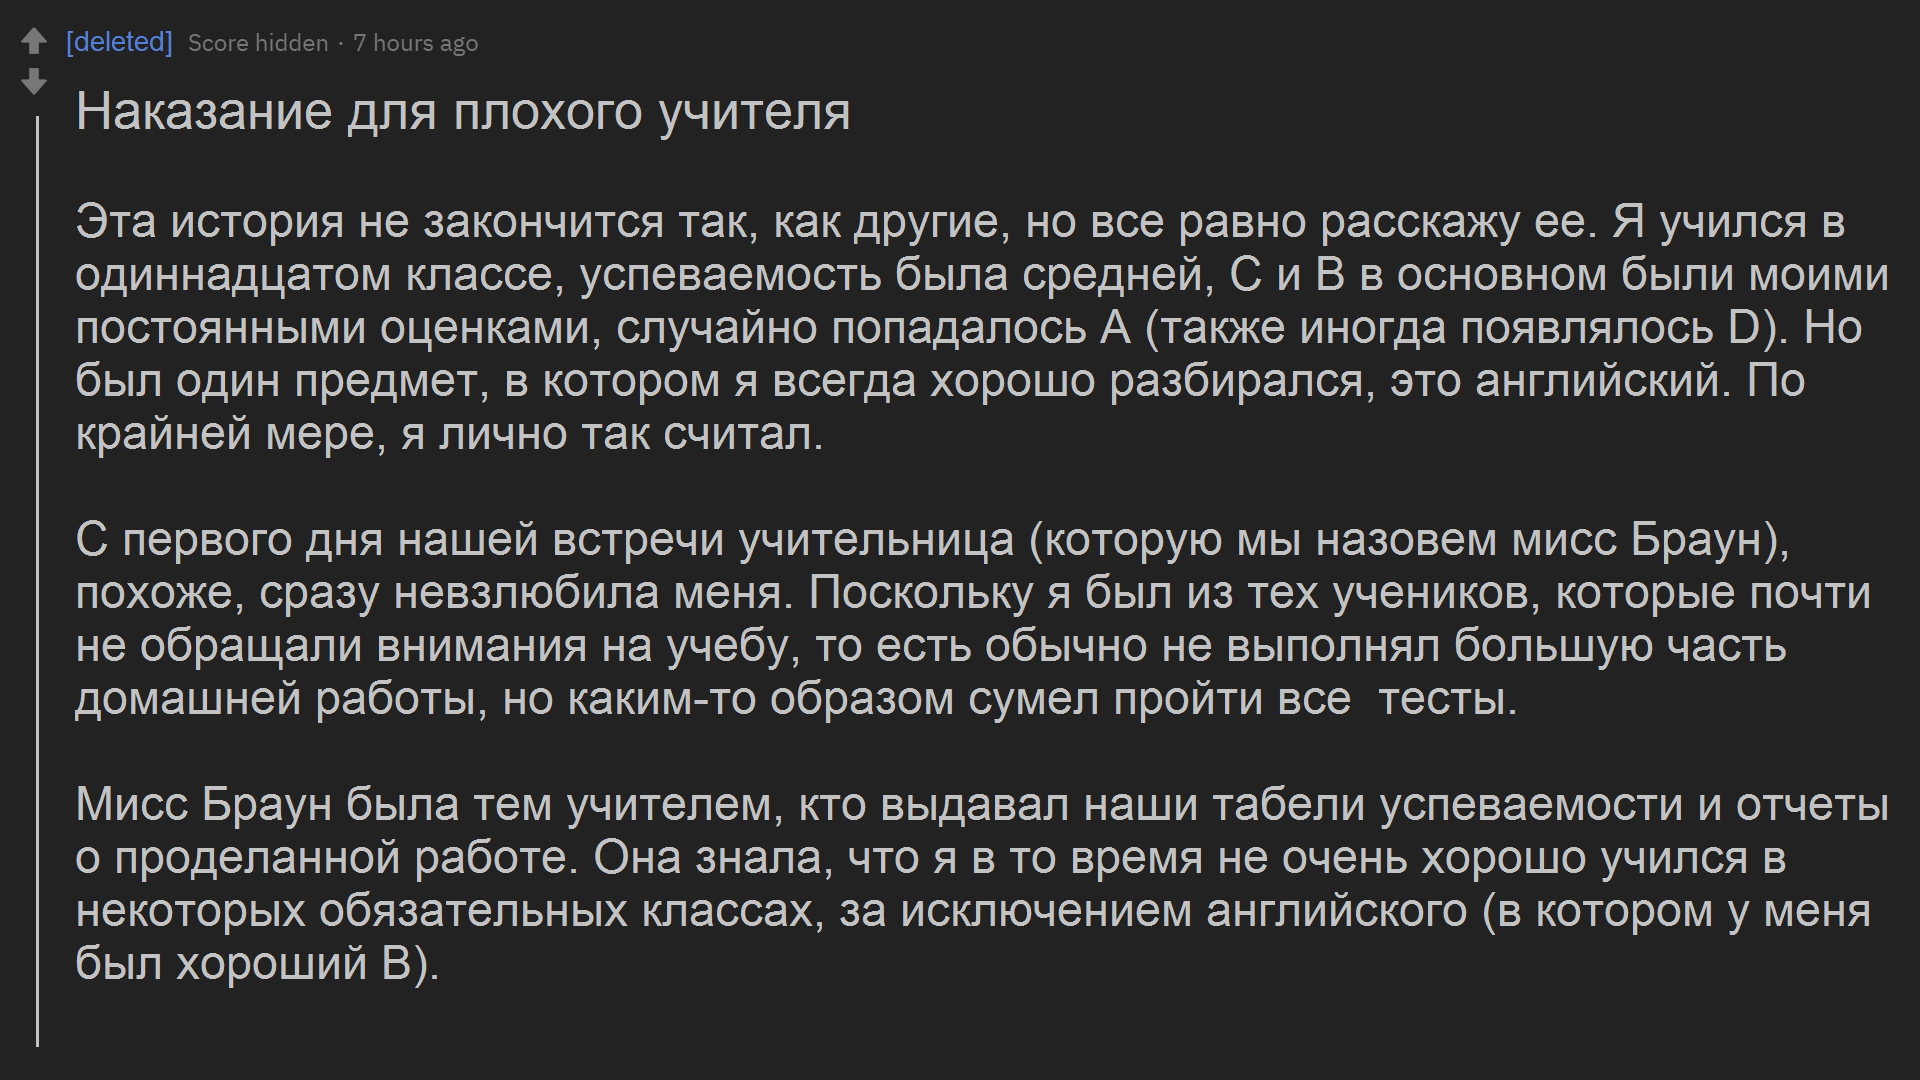 [deleted] Score hidden · 7 hours ago
Наказание для плохого учителя
Эта история не закончится так, как другие, но все равно расскажу ее. Я учился в
одиннадцатом классе, успеваемость была средней, C и B в основном были моими
постоянными оценками, случайно попадалось A (также иногда появлялось D). Но
был один предмет, в котором я всегда хорошо разбирался, это английский. По
крайней мере, я лично так считал.
С первого дня нашей встречи учительница (которую мы назовем мисс Браун),
похоже, сразу невзлюбила меня. Поскольку я был из тех учеников, которые почти
не обращали внимания на учебу, то есть обычно не выполнял большую часть
домашней работы, но каким-то образом сумел пройти все  тесты.
Мисс Браун была тем учителем, кто выдавал наши табели успеваемости и отчеты
о проделанной работе. Она знала, что я в то время не очень хорошо учился в
некоторых обязательных классах, за исключением английского (в котором у меня
был хороший B).